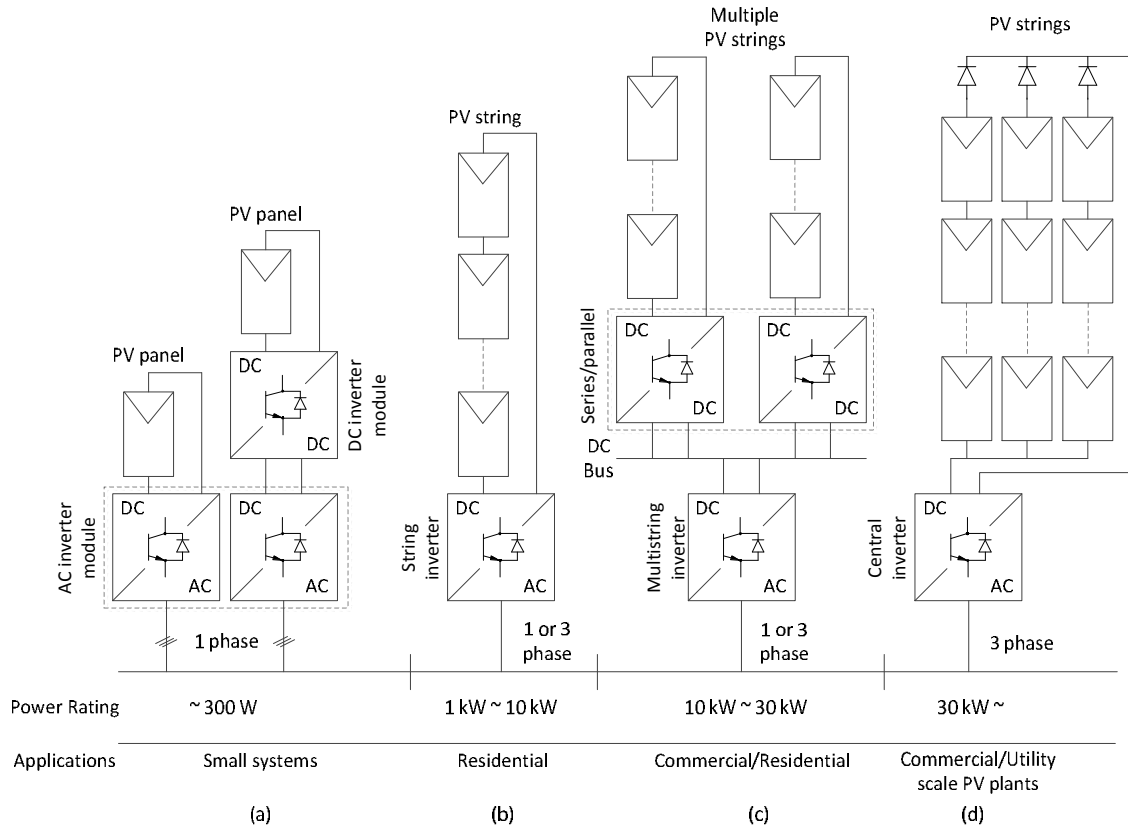 Multiple
PV strings
PV strings
PV string
PV panel
PV panel
DC
DC
DC inverter
module
DC
AC
DC
AC
AC inverter
module
1 phase
String
inverter
DC
AC
1 or 3
phase
Series/parallel
DC
DC
DC
DC
DC
Bus
Multistring
inverter
DC
AC
1 or 3
phase
Central
inverter
DC
AC
3 phase
Power Rating
~ 300 W
1 kW ~ 10 kW
10 kW ~ 30 kW
30 kW ~
Applications
Small systems
Residential
Commercial/Residential
Commercial/Utility
scale PV plants
(a)
(b)
(c)
(d)